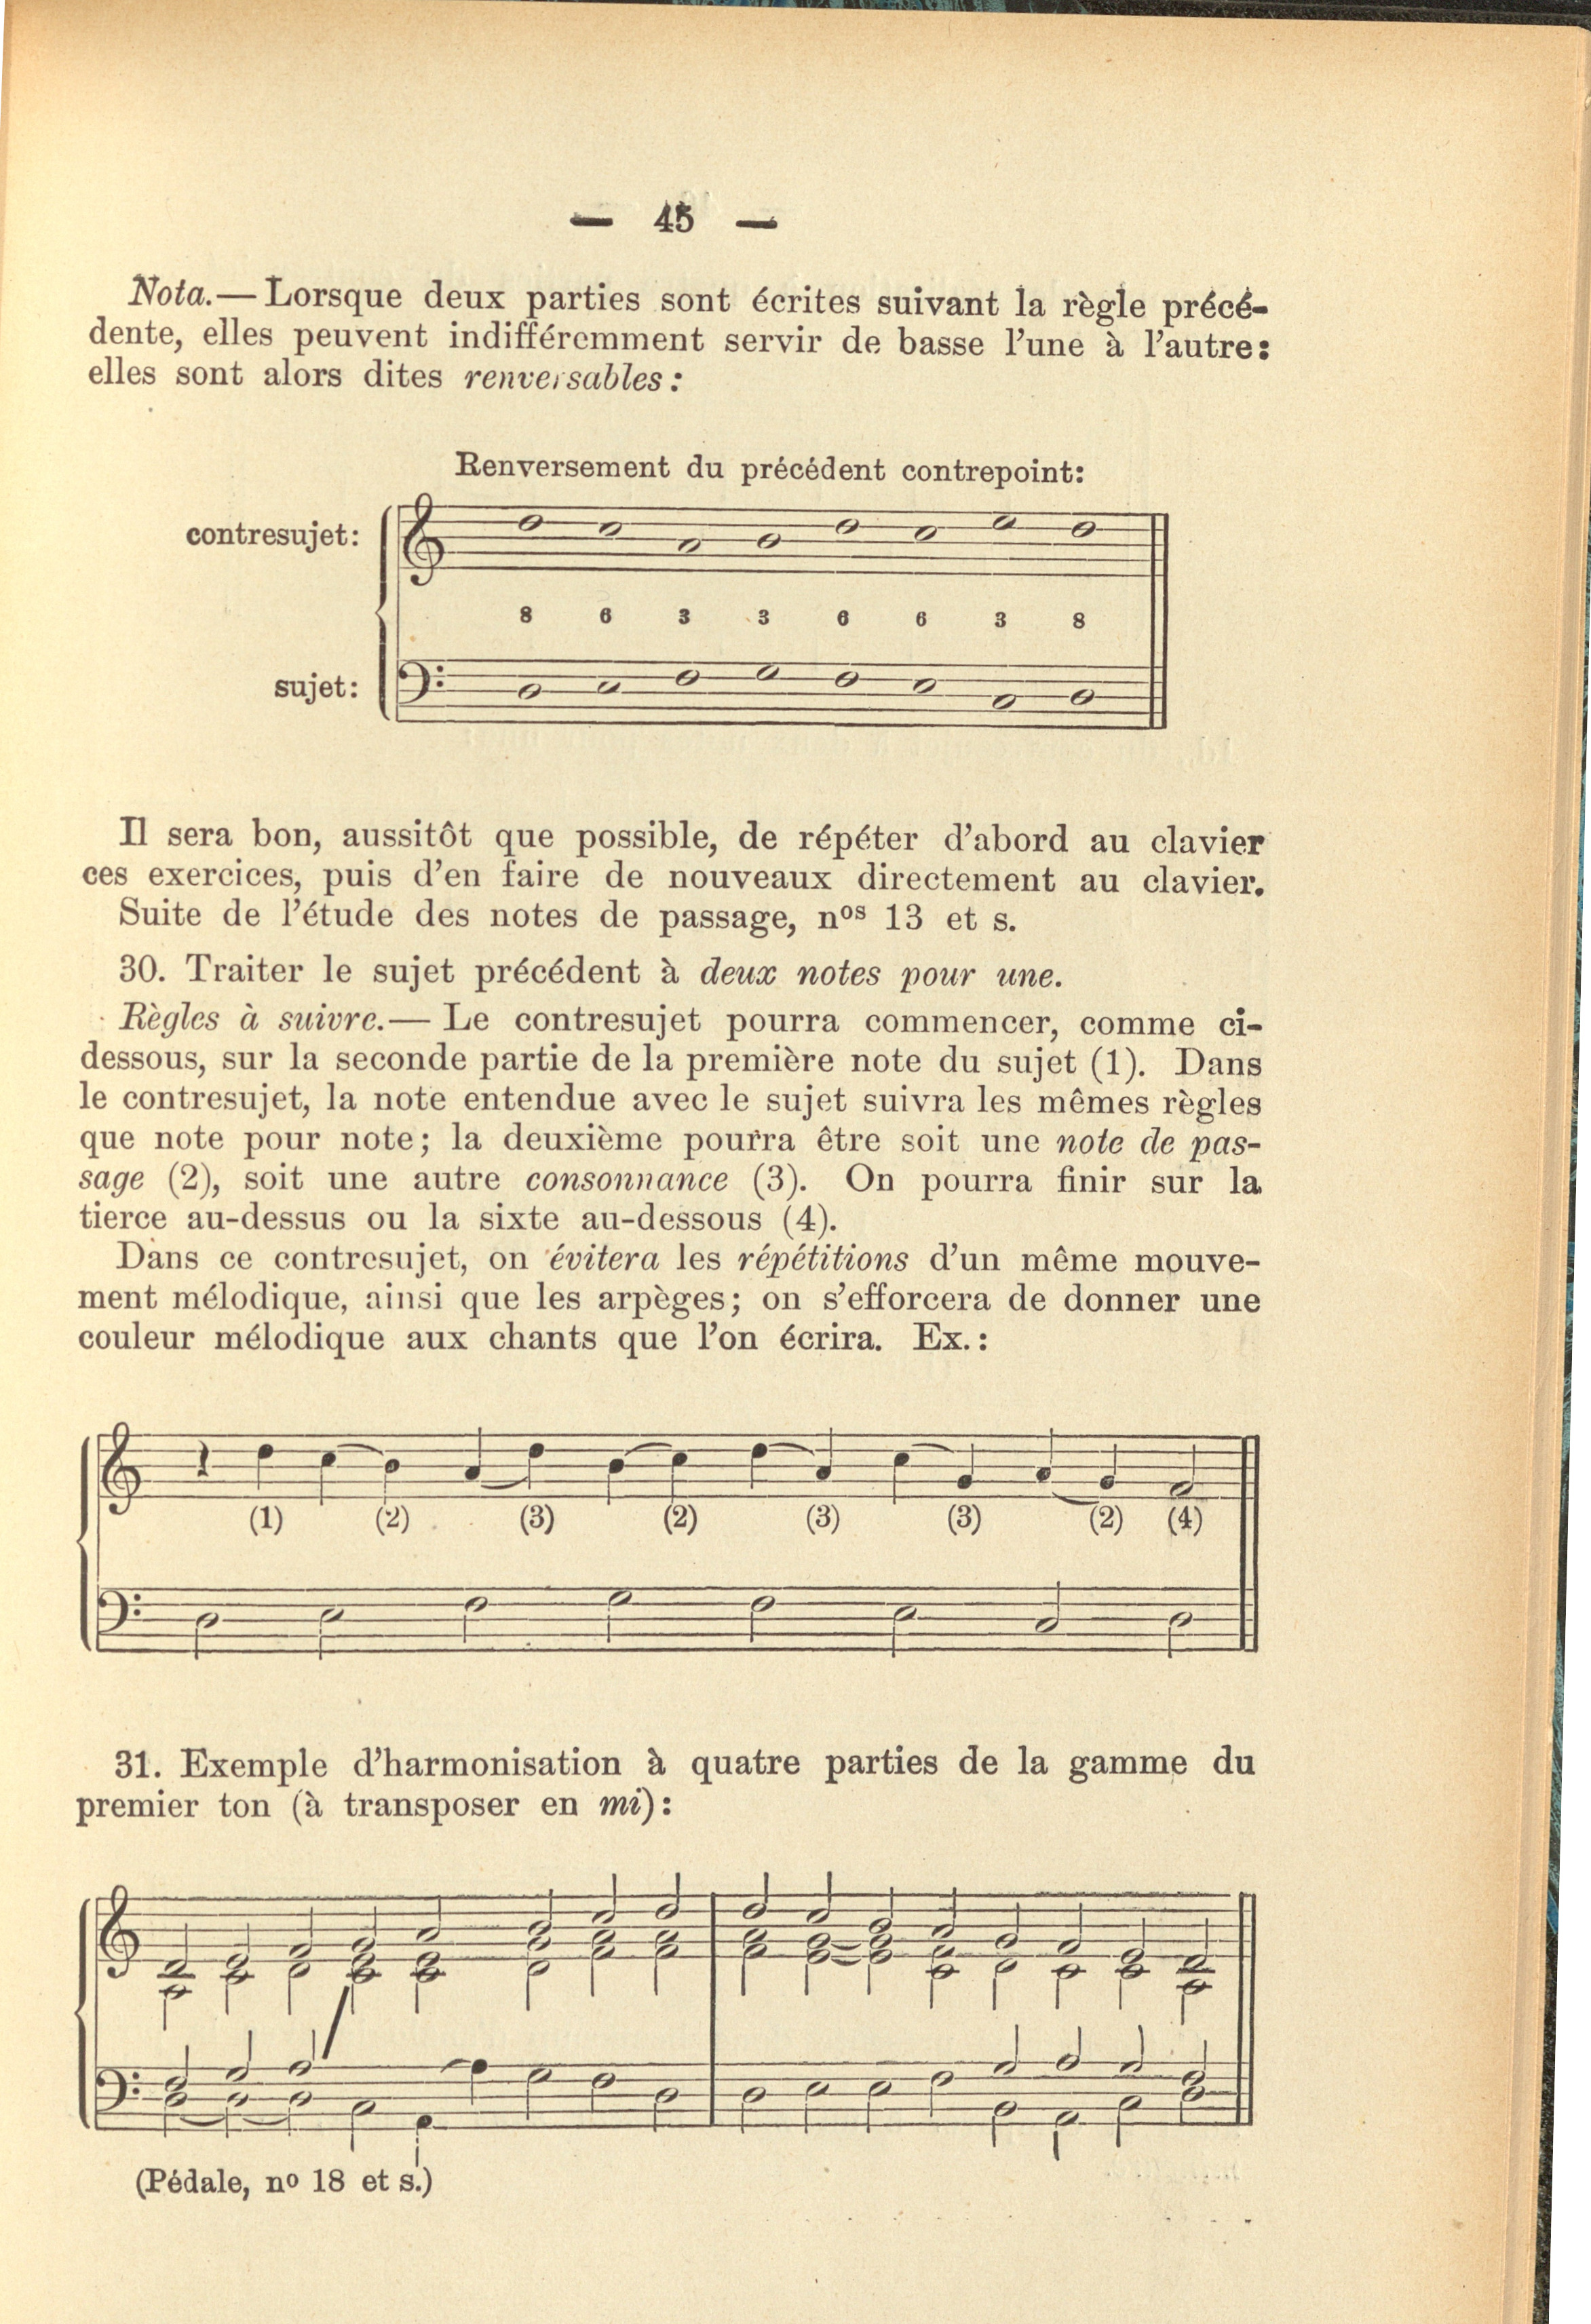 — 45 —
Nota.— Lorsque deux parties sont écrites suivant la règle précé-
dente, elles peuvent indifféremment servir de basse l'une à l'autre:
elles sont alors dites renversables:
Renversement du précédent contrepoint:
contresujet:
8 6 3 3 6 6 3 8
sujet:
Il sera bon, aussitôt que possible, de répéter d'abord au clavier
ces exercices, puis d'en faire de nouveaux directement au clavier.
Suite de l'étude des notes de passage, nos 13 et s.
30. Traiter le sujet précédent à deux notes pour une.
Règles à suivre.— Le contresujet pourra commencer, comme ci-
dessous, sur la seconde partie de la première note du sujet (1). Dans
le contresujet, la note entendue avec le sujet suivra les mêmes règles
que note pour note; la deuxième pourra être soit une note de pas-
sage (2), soit une autre consonnance (3). On pourra finir sur la
tierce au-dessus ou la sixte au-dessous (4).
Dans ce contresujet, on évitera les répétitions d'un même mouve-
ment mélodique, ainsi que les arpèges; on s'efforcera de donner une
couleur mélodique aux chants que l'on écrira. Ex.:
(1) (2) (3) (2) (3) (3) (2) (4)
31. Exemple d'harmonisation à quatre parties de la gamme du
premier ton (à transposer en mi):
(Pédale, no 18 et s.)